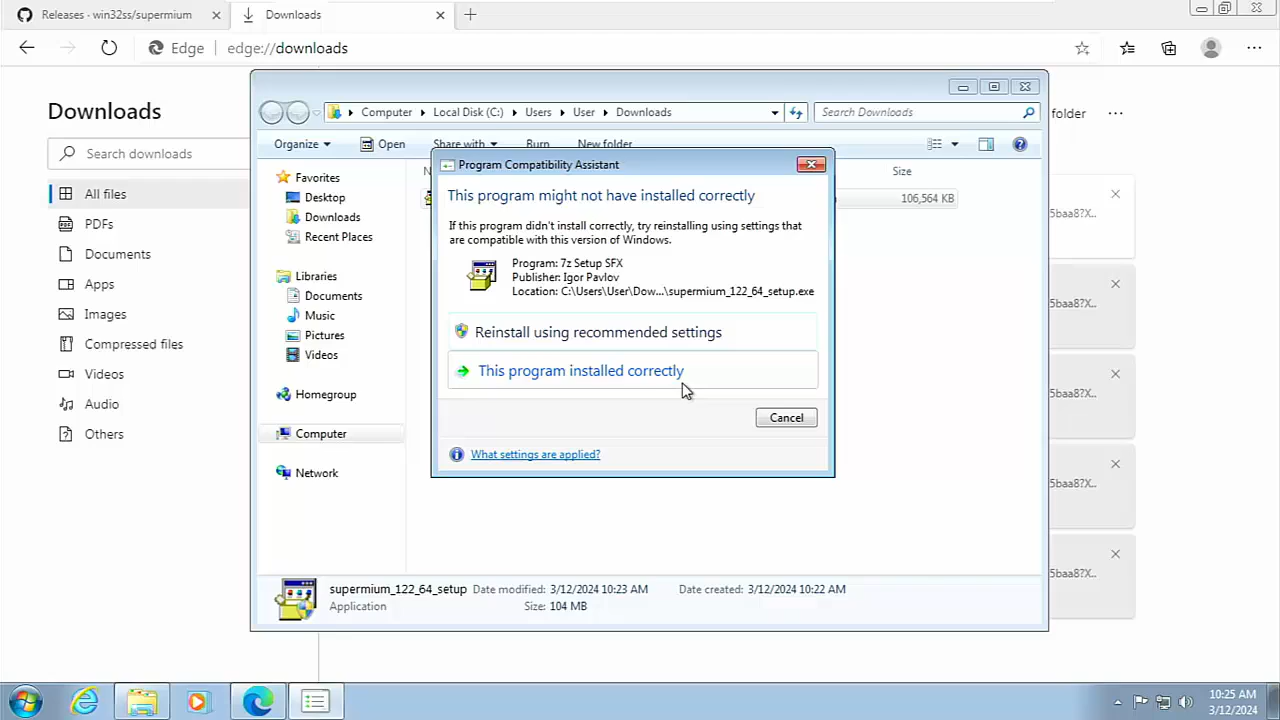 Releases - win32ss/supermium
Downloads
Edge
edge://downloads
Downloads
Search downloads
All files
PDFs
Documents
Apps
Images
Compressed files
Videos
Audio
Others
folder
5baa8?X..
5baa8?X..
5baa8?X..
5baa8?X..
5baa8?X..
Computer
Local Disk (C:)
Users
User
Downloads
Search Downloads
Organize
Open
Share with
Burn
New folder
Size
106,564 KB
Favorites
Desktop
Downloads
Recent Places
Libraries
Documents
Music
Pictures
Videos
Homegroup
Computer
Network
Program Compatibility Assistant
This program might not have installed correctly
If this program didn't install correctly, try reinstalling using settings that
are compatible with this version of Windows.
Program: 7z Setup SFX
Publisher: Igor Pavlov
Location: C:\Users\User\Dow...\supermium_122_64_setup.exe
Reinstall using recommended settings
This program installed correctly
Cancel
What settings are applied?
supermium_122_64_setup Date modified: 3/12/2024 10:23 AM Date created: 3/12/2024 10:22 AM
Application Size: 104 MB
10:25 AM
3/12/2024